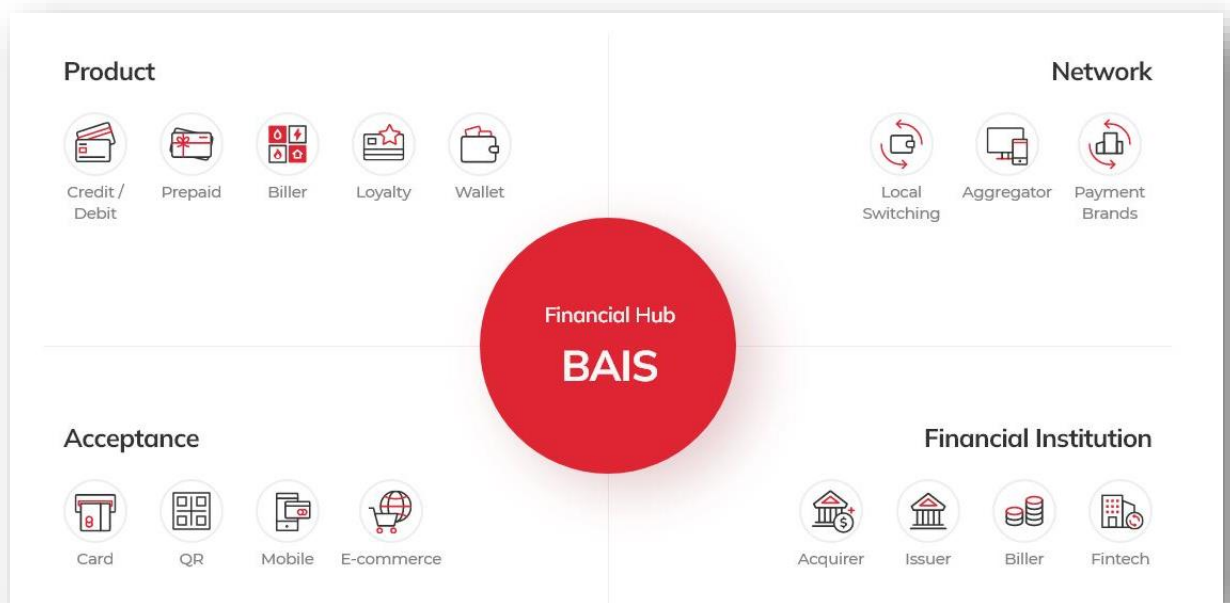 Product
Credit /
Debit
Prepaid
Biller
Loyalty
Wallet
Network
Local
Switching
Aggregator
Payment
Brands
Financial Hub
BAIS
Acceptance
Card
QR
Mobile
E-commerce
Financial Institution
Acquirer
Issuer
Biller
Fintech